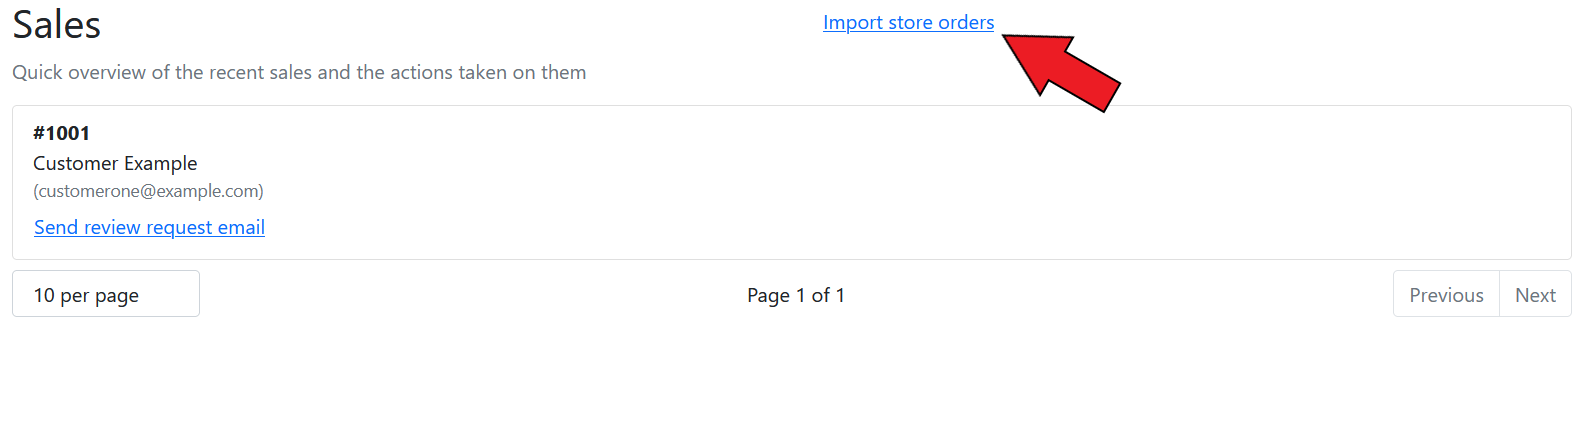 Sales
Import store orders
Quick overview of the recent sales and the actions taken on them
#1001
Customer Example
(customerone@example.com)
Send review request email
10 per page
Page 1 of 1
Previous
Next